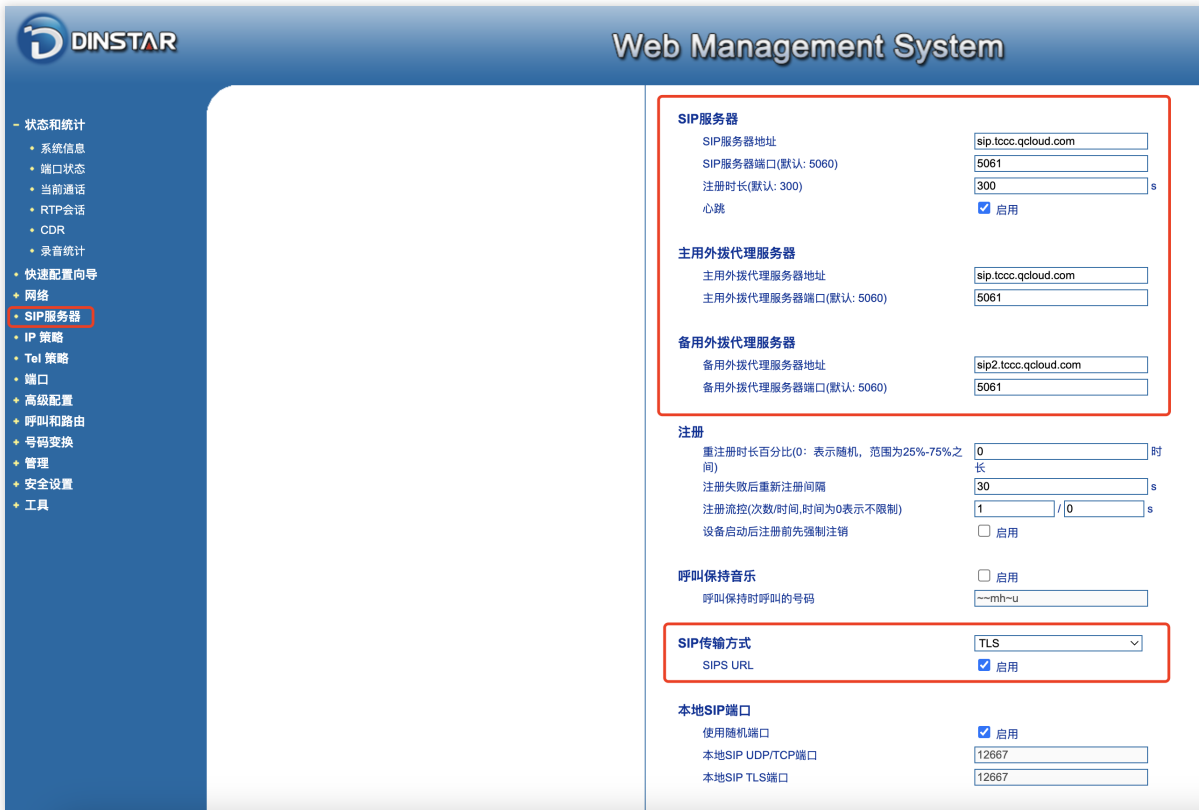 DINSTAR
Web Management System
− 状态和统计
• 系统信息
• 端口状态
• 当前通话
• RTP会话
• CDR
• 录音统计
• 快速配置向导
+ 网络
• SIP服务器
• IP 策略
• Tel 策略
• 端口
+ 高级配置
+ 呼叫和路由
+ 号码变换
+ 管理
+ 安全设置
+ 工具
SIP服务器
SIP服务器地址 sip.tccc.qcloud.com
SIP服务器端口(默认: 5060) 5061
注册时长(默认: 300) 300 s
心跳 启用
主用外拨代理服务器
主用外拨代理服务器地址 sip.tccc.qcloud.com
主用外拨代理服务器端口(默认: 5060) 5061
备用外拨代理服务器
备用外拨代理服务器地址 sip2.tccc.qcloud.com
备用外拨代理服务器端口(默认: 5060) 5061
注册
重注册时长百分比(0：表示随机，范围为25%-75%之 0 时
间) 长
注册失败后重新注册间隔 30 s
注册流控(次数/时间,时间为0表示不限制) 1 / 0 s
设备启动后注册前先强制注销 启用
呼叫保持音乐 启用
呼叫保持时呼叫的号码 ~~mh~u
SIP传输方式 TLS
SIPS URL 启用
本地SIP端口
使用随机端口 启用
本地SIP UDP/TCP端口 12667
本地SIP TLS端口 12667